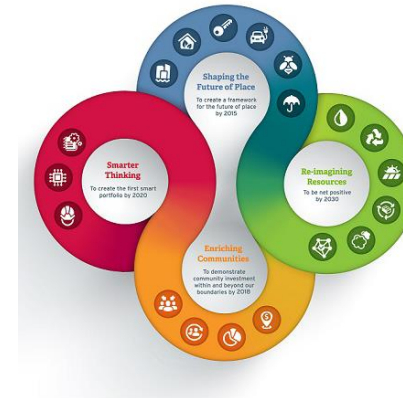 Shaping the
Future of Place
To create a framework
for the future of place
by 2015
Smarter
Thinking
To create the first smart
portfolio by 2020
Re-imagining
Resources
To be net positive
by 2030
Enriching
Communities
To demonstrate
community investment
within and beyond our
boundaries by 2018